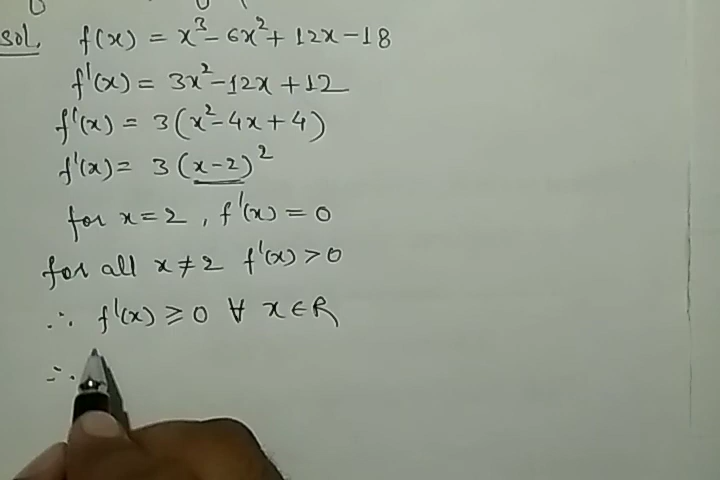 sol. f(x) = x³ - 6x² + 12x - 18
f'(x) = 3x² - 12x + 12
f'(x) = 3(x² - 4x + 4)
f'(x) = 3(x-2)²
for x = 2, f'(x) = 0
for all x ≠ 2 f'(x) > 0
∴ f'(x) ≥ 0 ∀ x ∈ R
∴